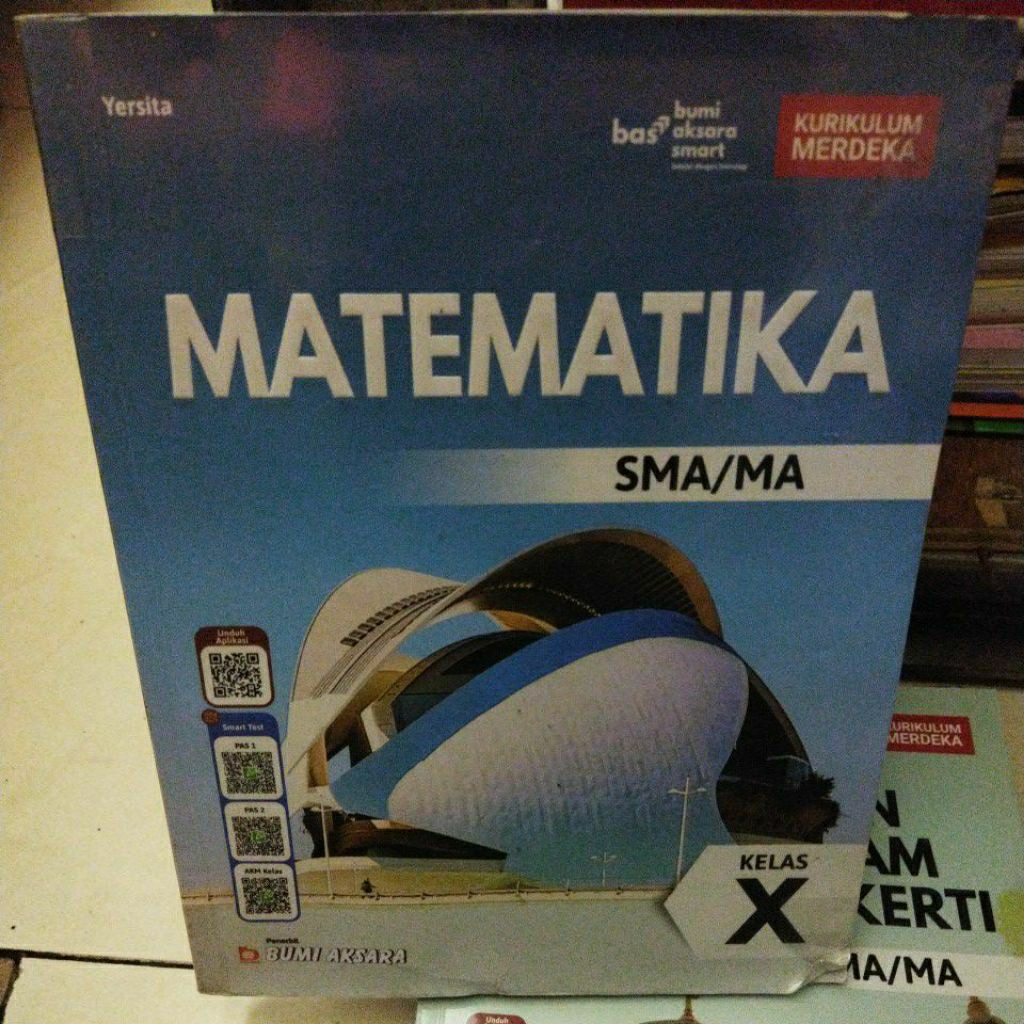 Yersita
bas
bumi
aksara
smart
KURIKULUM
MERDEKA
MATEMATIKA
SMA/MA
Unduh
Aplikasi
Smart Test
PAS 1
PAS 2
AKM Kelas
KELAS
X
Penerbit
BUMI AKSARA
KURIKULUM
MERDEKA
N
AM
KERTI
MA/MA
Unduh